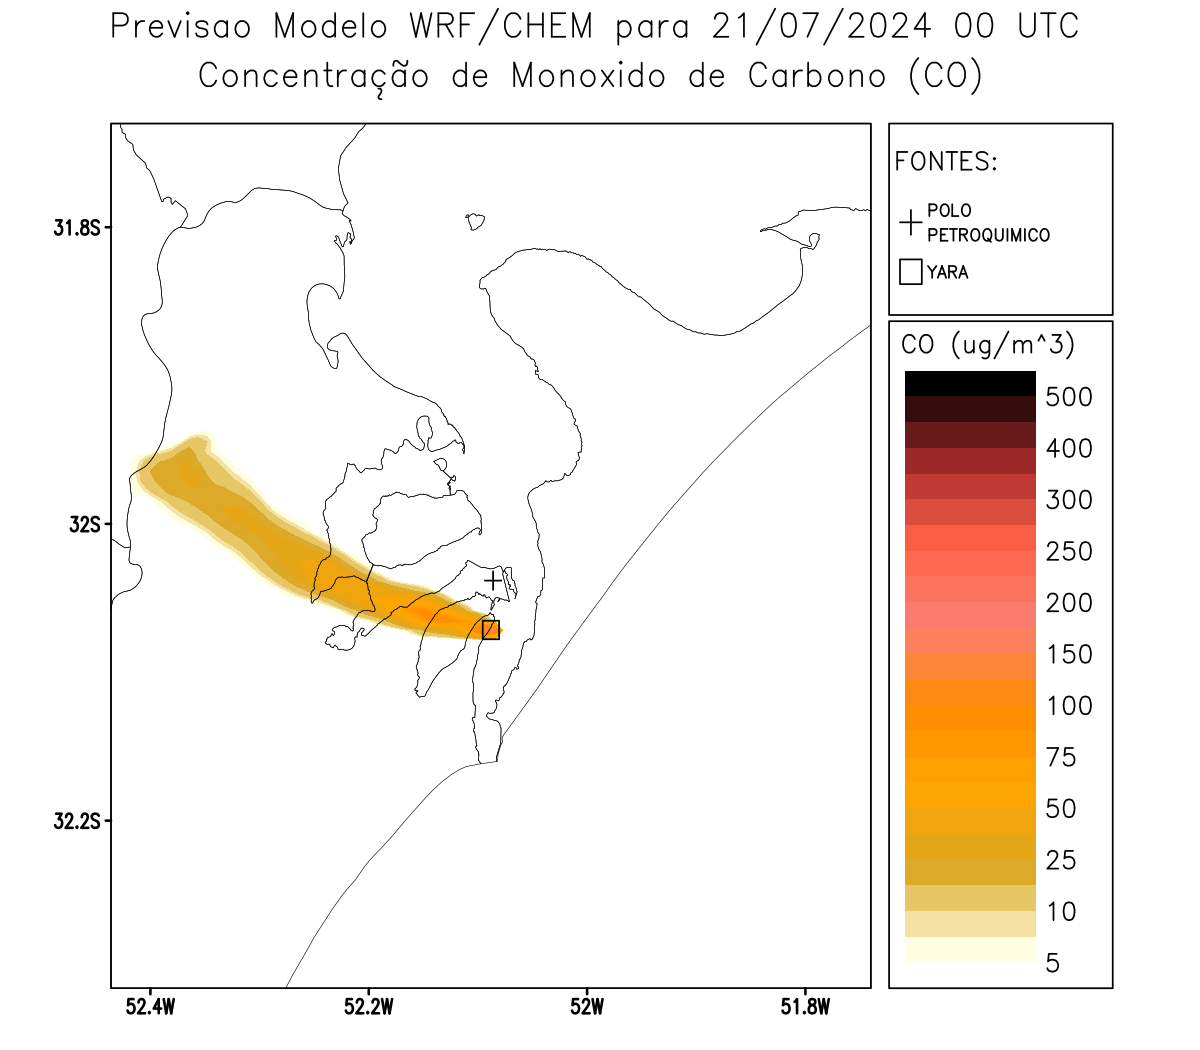 Previsao Modelo WRF/CHEM para 21/07/2024 00 UTC
Concentração de Monoxido de Carbono (CO)
FONTES:
POLO
PETROQUIMICO
YARA
31.8S
32S
32.2S
52.4W
52.2W
52W
51.8W
CO (ug/m^3)
500
400
300
250
200
150
100
75
50
25
10
5